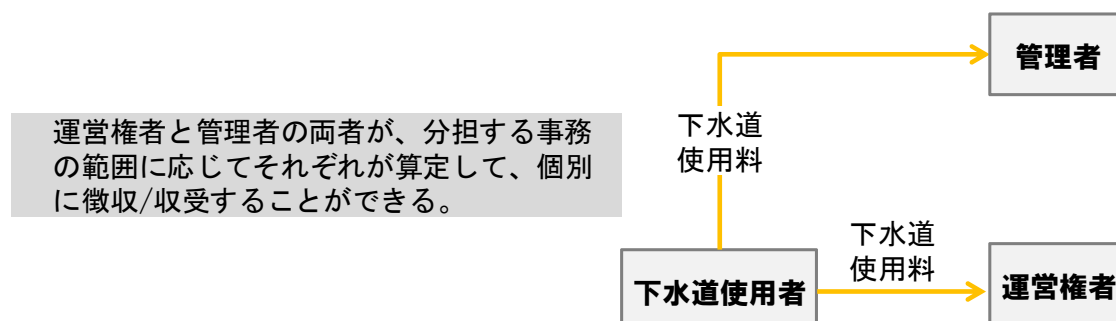 管理者
下水道
使用料
運営権者と管理者の両者が、分担する事務
の範囲に応じてそれぞれが算定して、個別
に徴収/収受することができる。
下水道
使用料
下水道使用者
運営権者